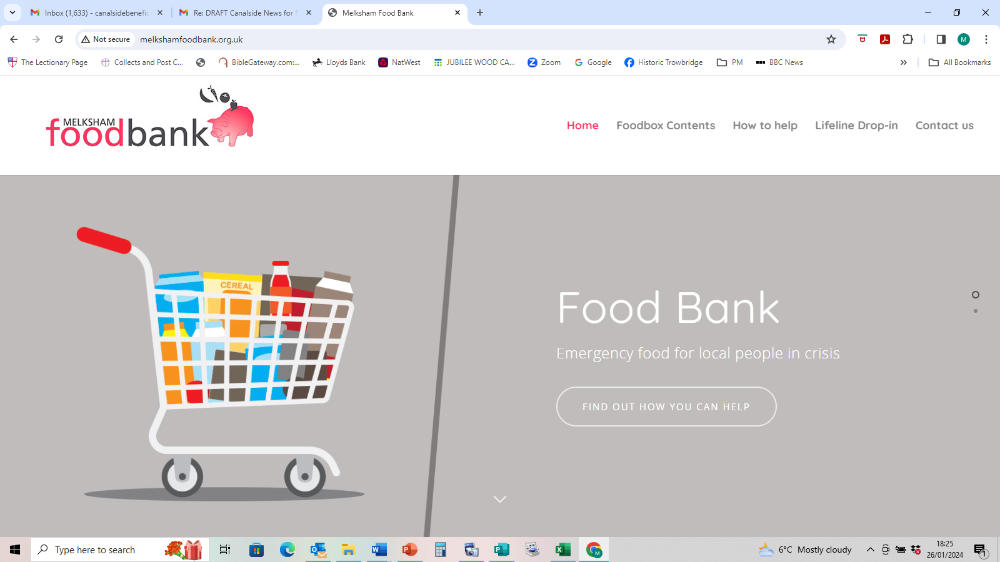 Inbox (1,633) - canalsidebenefic
Re: DRAFT Canalside News for F
Melksham Food Bank
Not secure
melkshamfoodbank.org.uk
M
The Lectionary Page
Collects and Post C...
BibleGateway.com:...
Lloyds Bank
NatWest
JUBILEE WOOD CA...
Zoom
Google
Historic Trowbridge
PM
BBC News
All Bookmarks
MELKSHAM
foodbank
Home
Foodbox Contents
How to help
Lifeline Drop-in
Contact us
CEREAL
Food Bank
Emergency food for local people in crisis
FIND OUT HOW YOU CAN HELP
Type here to search
6°C Mostly cloudy
18:25
26/01/2024
1